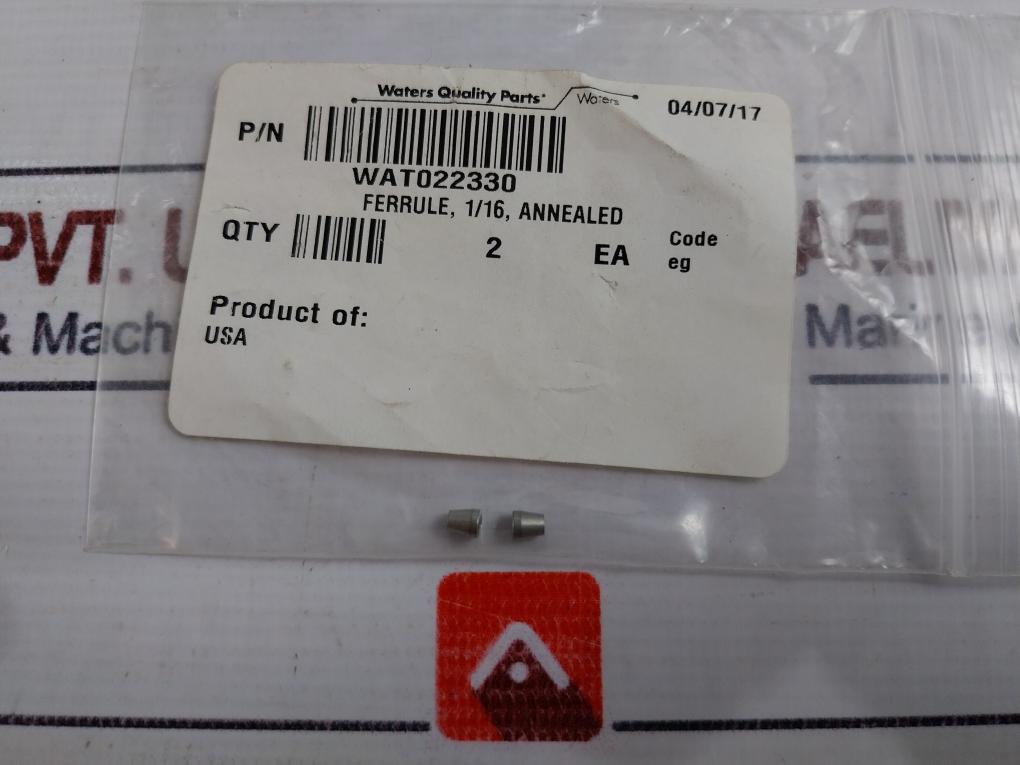 Waters Quality Parts
Waters
04/07/17
P/N
WAT022330
FERRULE, 1/16, ANNEALED
QTY
2
EA
Code
eg
Product of:
USA
PVT.
& Mach